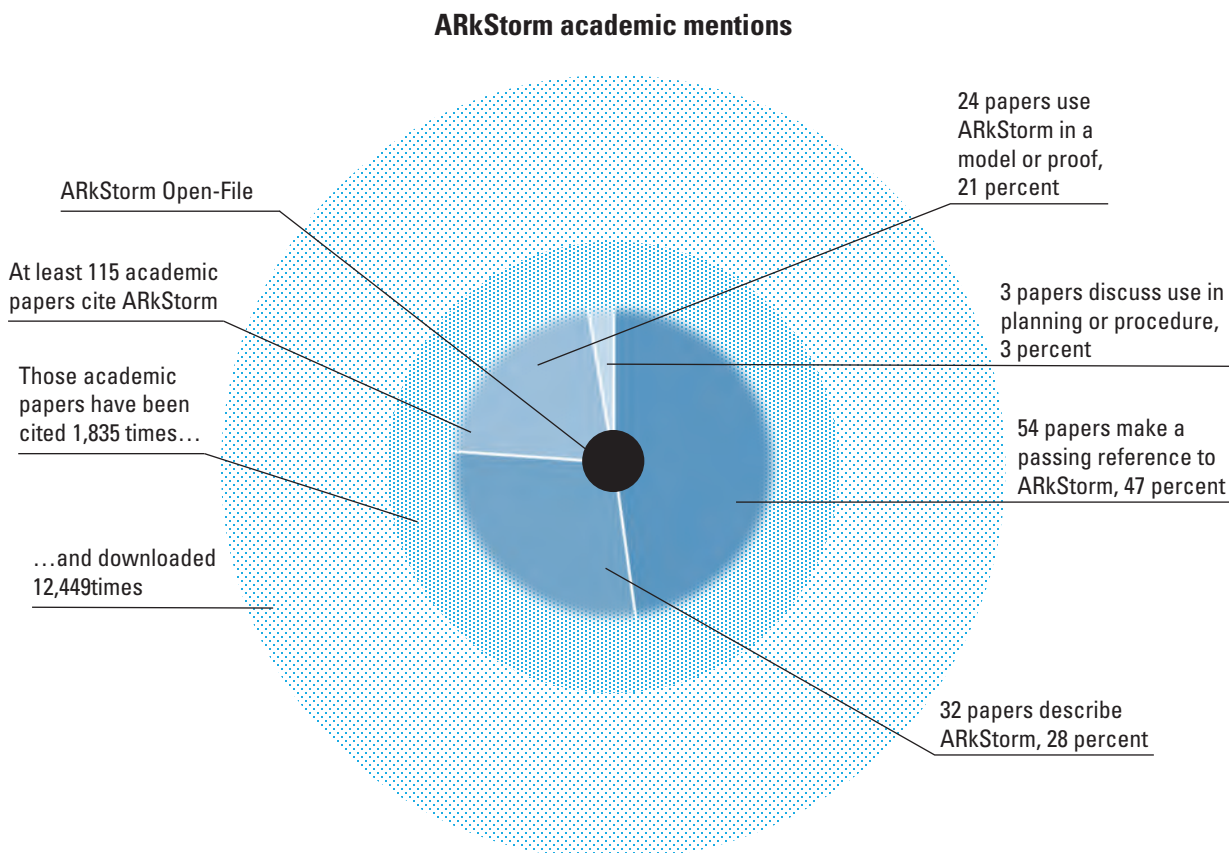 ARkStorm academic mentions
ARkStorm Open-File
At least 115 academic
papers cite ARkStorm
Those academic
papers have been
cited 1,835 times…
…and downloaded
12,449times
24 papers use
ARkStorm in a
model or proof,
21 percent
3 papers discuss use in
planning or procedure,
3 percent
54 papers make a
passing reference to
ARkStorm, 47 percent
32 papers describe
ARkStorm, 28 percent